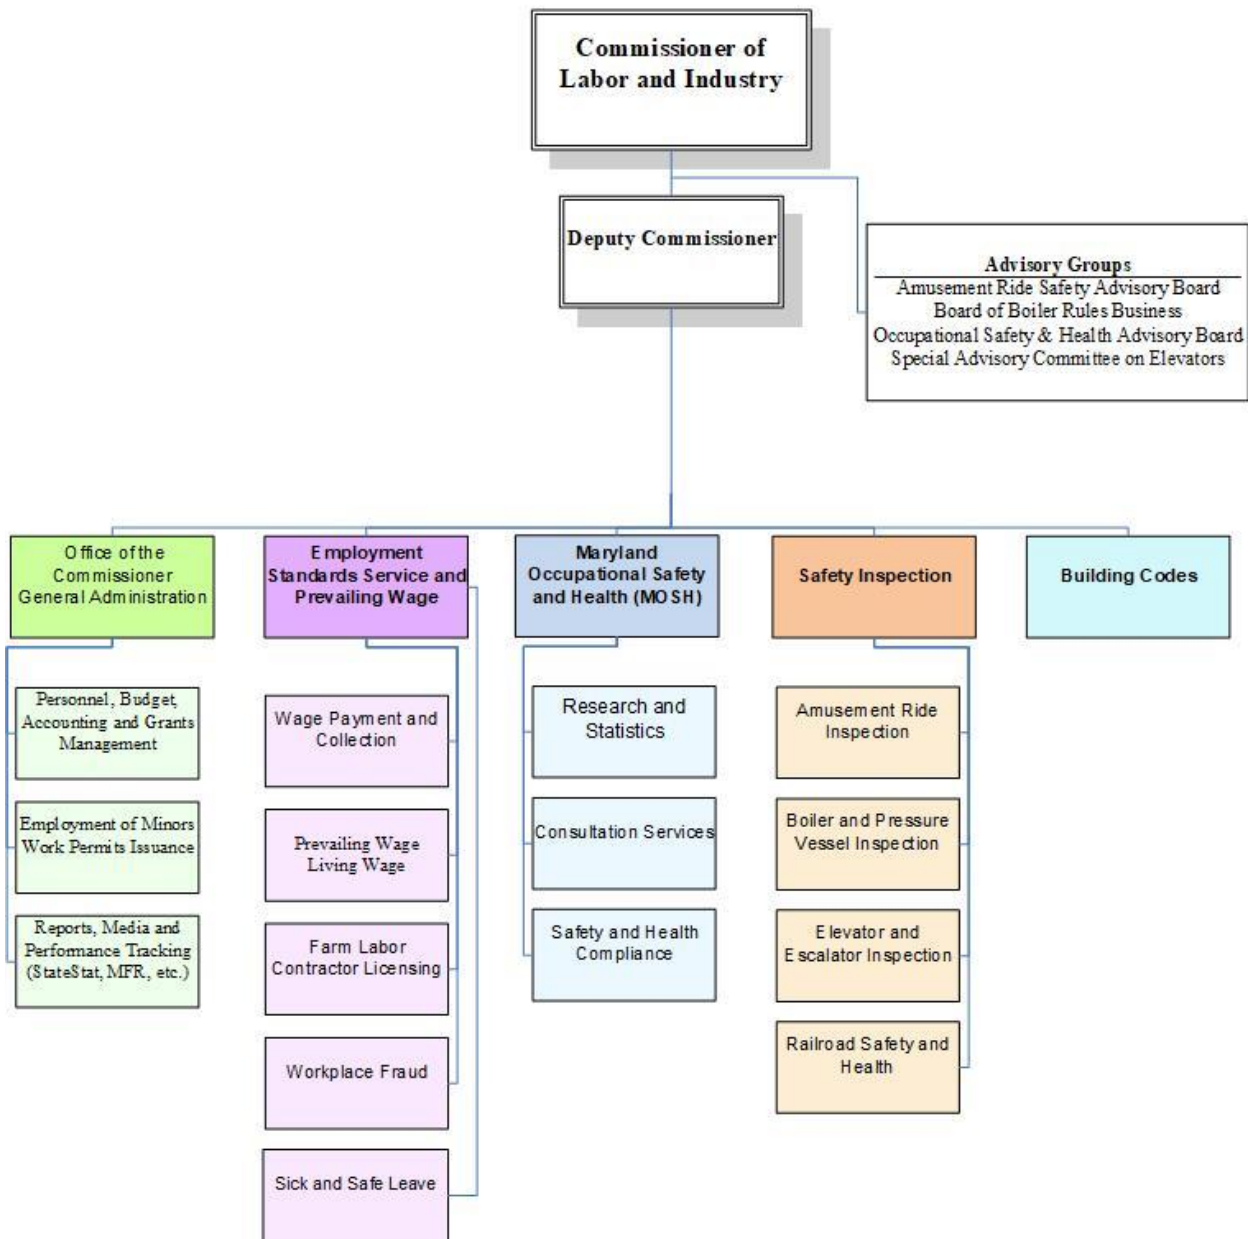 Commissioner of
Labor and Industry
Deputy Commissioner
Advisory Groups
Amusement Ride Safety Advisory Board
Board of Boiler Rules Business
Occupational Safety & Health Advisory Board
Special Advisory Committee on Elevators
Office of the
Commissioner
General Administration
Employment
Standards Service and
Prevailing Wage
Maryland
Occupational Safety
and Health (MOSH)
Safety Inspection
Building Codes
Personnel, Budget,
Accounting and Grants
Management
Employment of Minors
Work Permits Issuance
Reports, Media and
Performance Tracking
(StateStat, MFR, etc.)
Wage Payment and
Collection
Prevailing Wage
Living Wage
Farm Labor
Contractor Licensing
Workplace Fraud
Sick and Safe Leave
Research and
Statistics
Consultation Services
Safety and Health
Compliance
Amusement Ride
Inspection
Boiler and Pressure
Vessel Inspection
Elevator and
Escalator Inspection
Railroad Safety and
Health